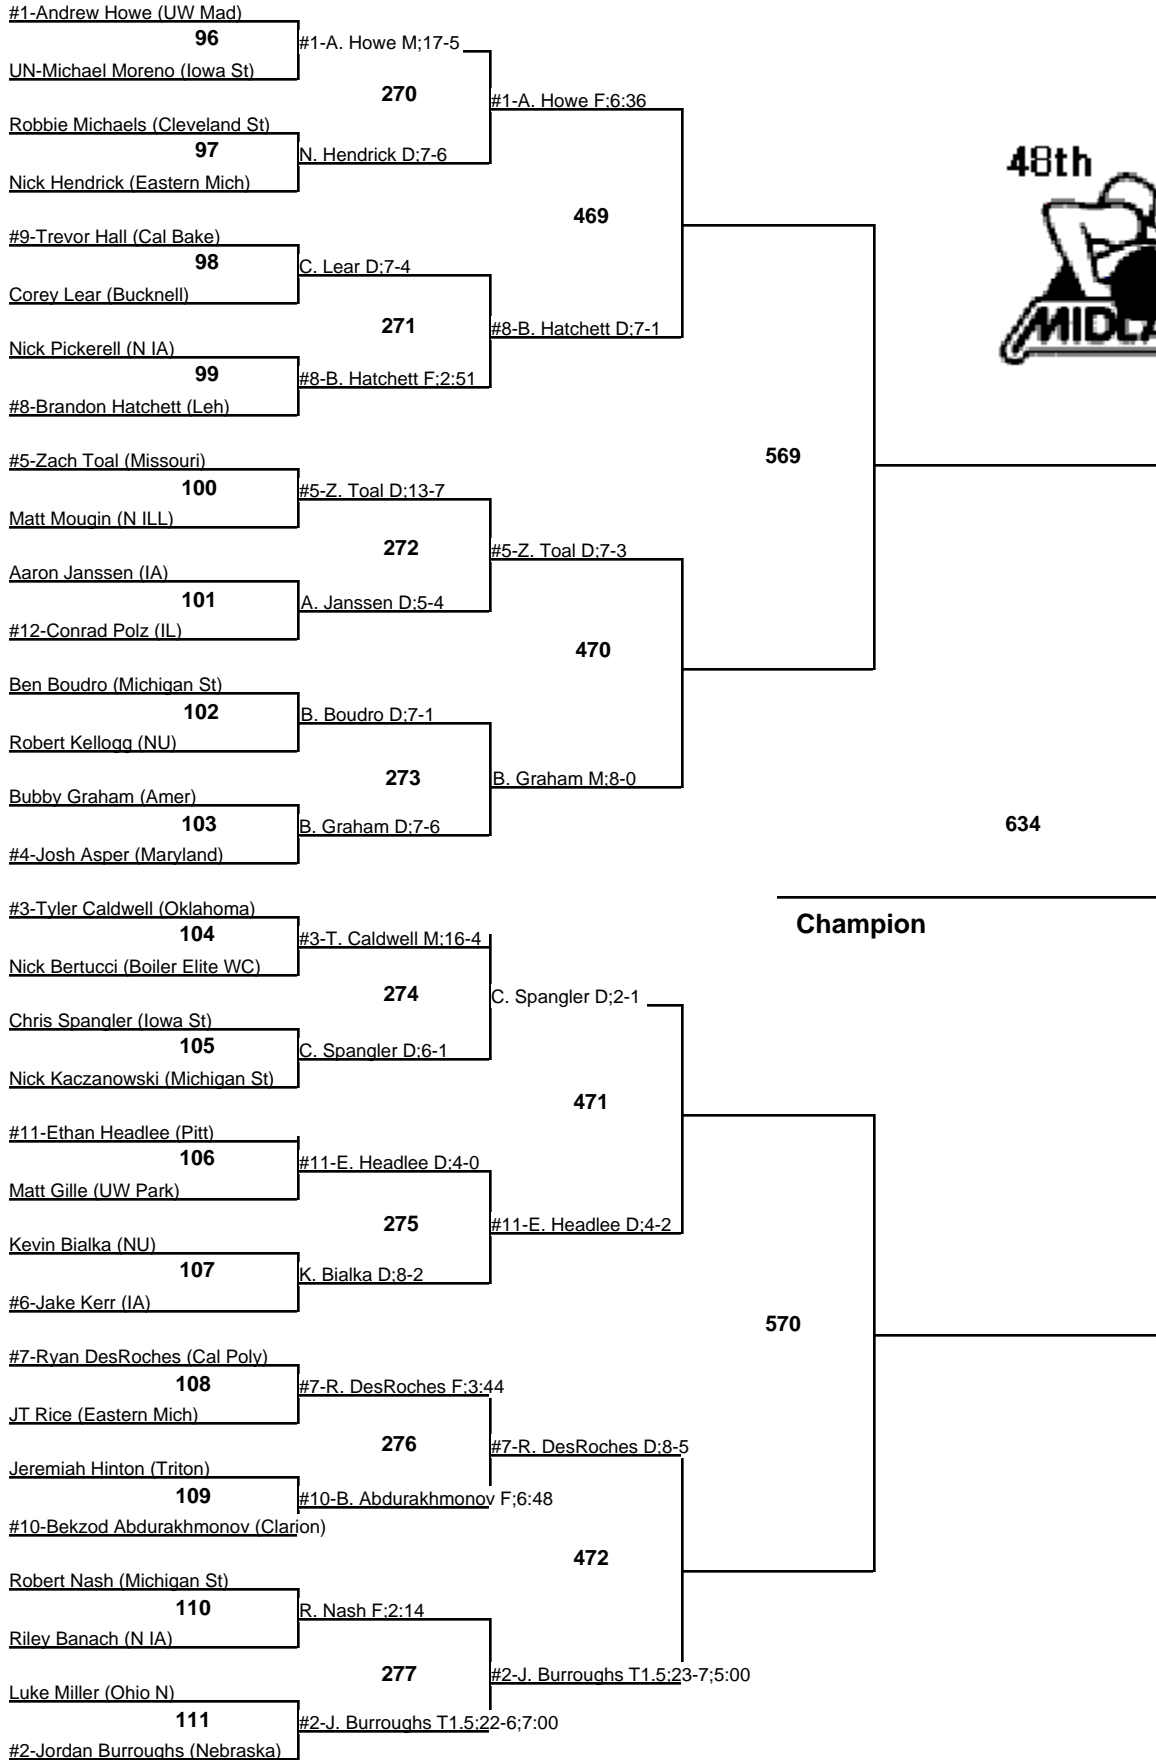 #1-Andrew Howe (UW Mad)
96
#1-A. Howe M;17-5
UN-Michael Moreno (Iowa St)
270
#1-A. Howe F;6:36
Robbie Michaels (Cleveland St)
97
N. Hendrick D;7-6
Nick Hendrick (Eastern Mich)
48th
469
#9-Trevor Hall (Cal Bake)
98
C. Lear D;7-4
Corey Lear (Bucknell)
271
#8-B. Hatchett D;7-1
Nick Pickerell (N IA)
99
#8-B. Hatchett F;2:51
#8-Brandon Hatchett (Leh)
569
#5-Zach Toal (Missouri)
100
#5-Z. Toal D;13-7
Matt Mougin (N ILL)
272
#5-Z. Toal D;7-3
Aaron Janssen (IA)
101
A. Janssen D;5-4
#12-Conrad Polz (IL)
470
Ben Boudro (Michigan St)
102
B. Boudro D;7-1
Robert Kellogg (NU)
273
B. Graham M;8-0
Bubby Graham (Amer)
103
B. Graham D;7-6
#4-Josh Asper (Maryland)
634
Champion
#3-Tyler Caldwell (Oklahoma)
104
#3-T. Caldwell M;16-4
Nick Bertucci (Boiler Elite WC)
274
C. Spangler D;2-1
Chris Spangler (Iowa St)
105
C. Spangler D;6-1
Nick Kaczanowski (Michigan St)
471
#11-Ethan Headlee (Pitt)
106
#11-E. Headlee D;4-0
Matt Gille (UW Park)
275
#11-E. Headlee D;4-2
Kevin Bialka (NU)
107
K. Bialka D;8-2
#6-Jake Kerr (IA)
570
#7-Ryan DesRoches (Cal Poly)
108
#7-R. DesRoches F;3:44
JT Rice (Eastern Mich)
276
#7-R. DesRoches D;8-5
Jeremiah Hinton (Triton)
109
#10-B. Abdurakhmonov F;6:48
#10-Bekzod Abdurakhmonov (Clarion)
472
Robert Nash (Michigan St)
110
R. Nash F;2:14
Riley Banach (N IA)
277
#2-J. Burroughs T1.5;23-7;5:00
Luke Miller (Ohio N)
111
#2-J. Burroughs T1.5;22-6;7:00
#2-Jordan Burroughs (Nebraska)